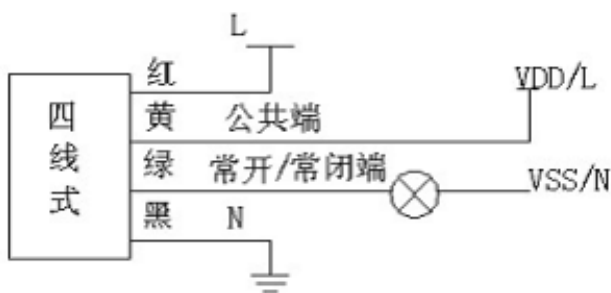 L
红
VDD/L
四线式
黄 公共端
绿 常开/常闭端
VSS/N
黑 N